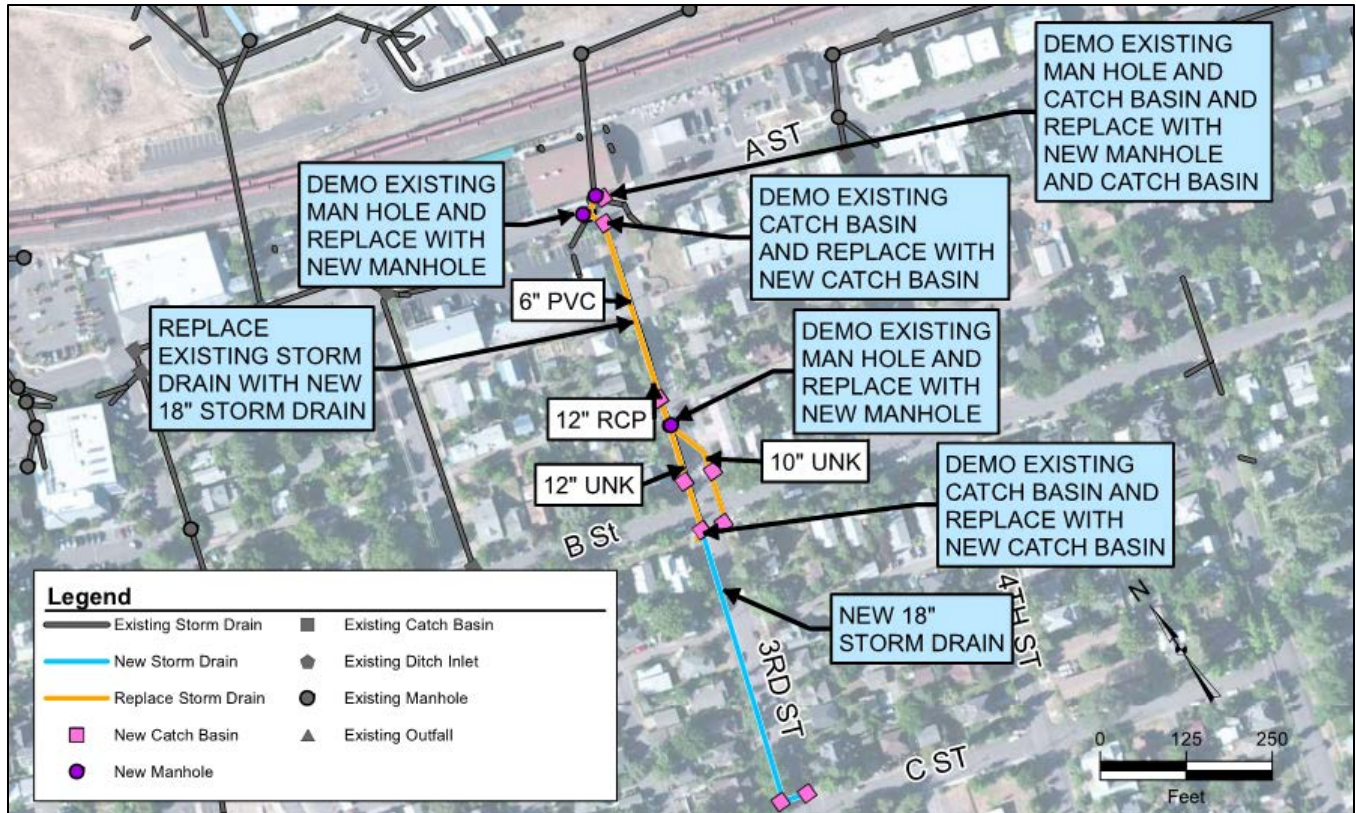 DEMO EXISTING
MAN HOLE AND
CATCH BASIN AND
REPLACE WITH
NEW MANHOLE
AND CATCH BASIN
A ST
DEMO EXISTING
MAN HOLE AND
REPLACE WITH
NEW MANHOLE
DEMO EXISTING
CATCH BASIN
AND REPLACE WITH
NEW CATCH BASIN
6" PVC
REPLACE
EXISTING STORM
DRAIN WITH NEW
18" STORM DRAIN
DEMO EXISTING
MAN HOLE AND
REPLACE WITH
NEW MANHOLE
12" RCP
10" UNK
12" UNK
DEMO EXISTING
CATCH BASIN AND
REPLACE WITH
NEW CATCH BASIN
B St
4TH ST
N
NEW 18"
STORM DRAIN
3RD ST
C ST
0 125 250
Feet
Legend
Existing Storm Drain
New Storm Drain
Replace Storm Drain
New Catch Basin
New Manhole
Existing Catch Basin
Existing Ditch Inlet
Existing Manhole
Existing Outfall